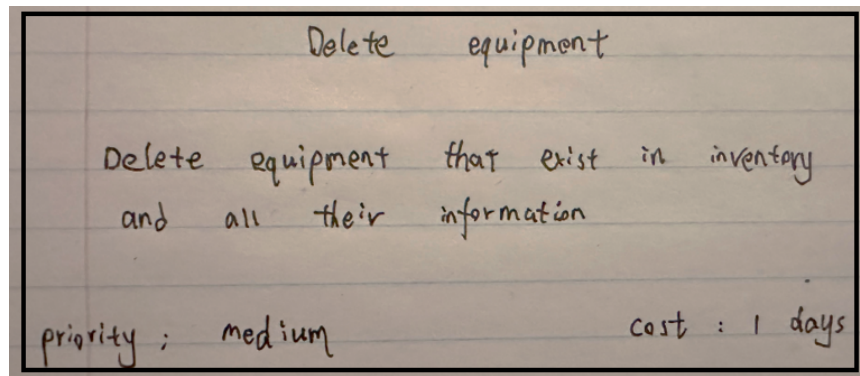 Delete equipment
Delete equipment that exist in inventory
and all their information
priority ; medium cost : 1 days